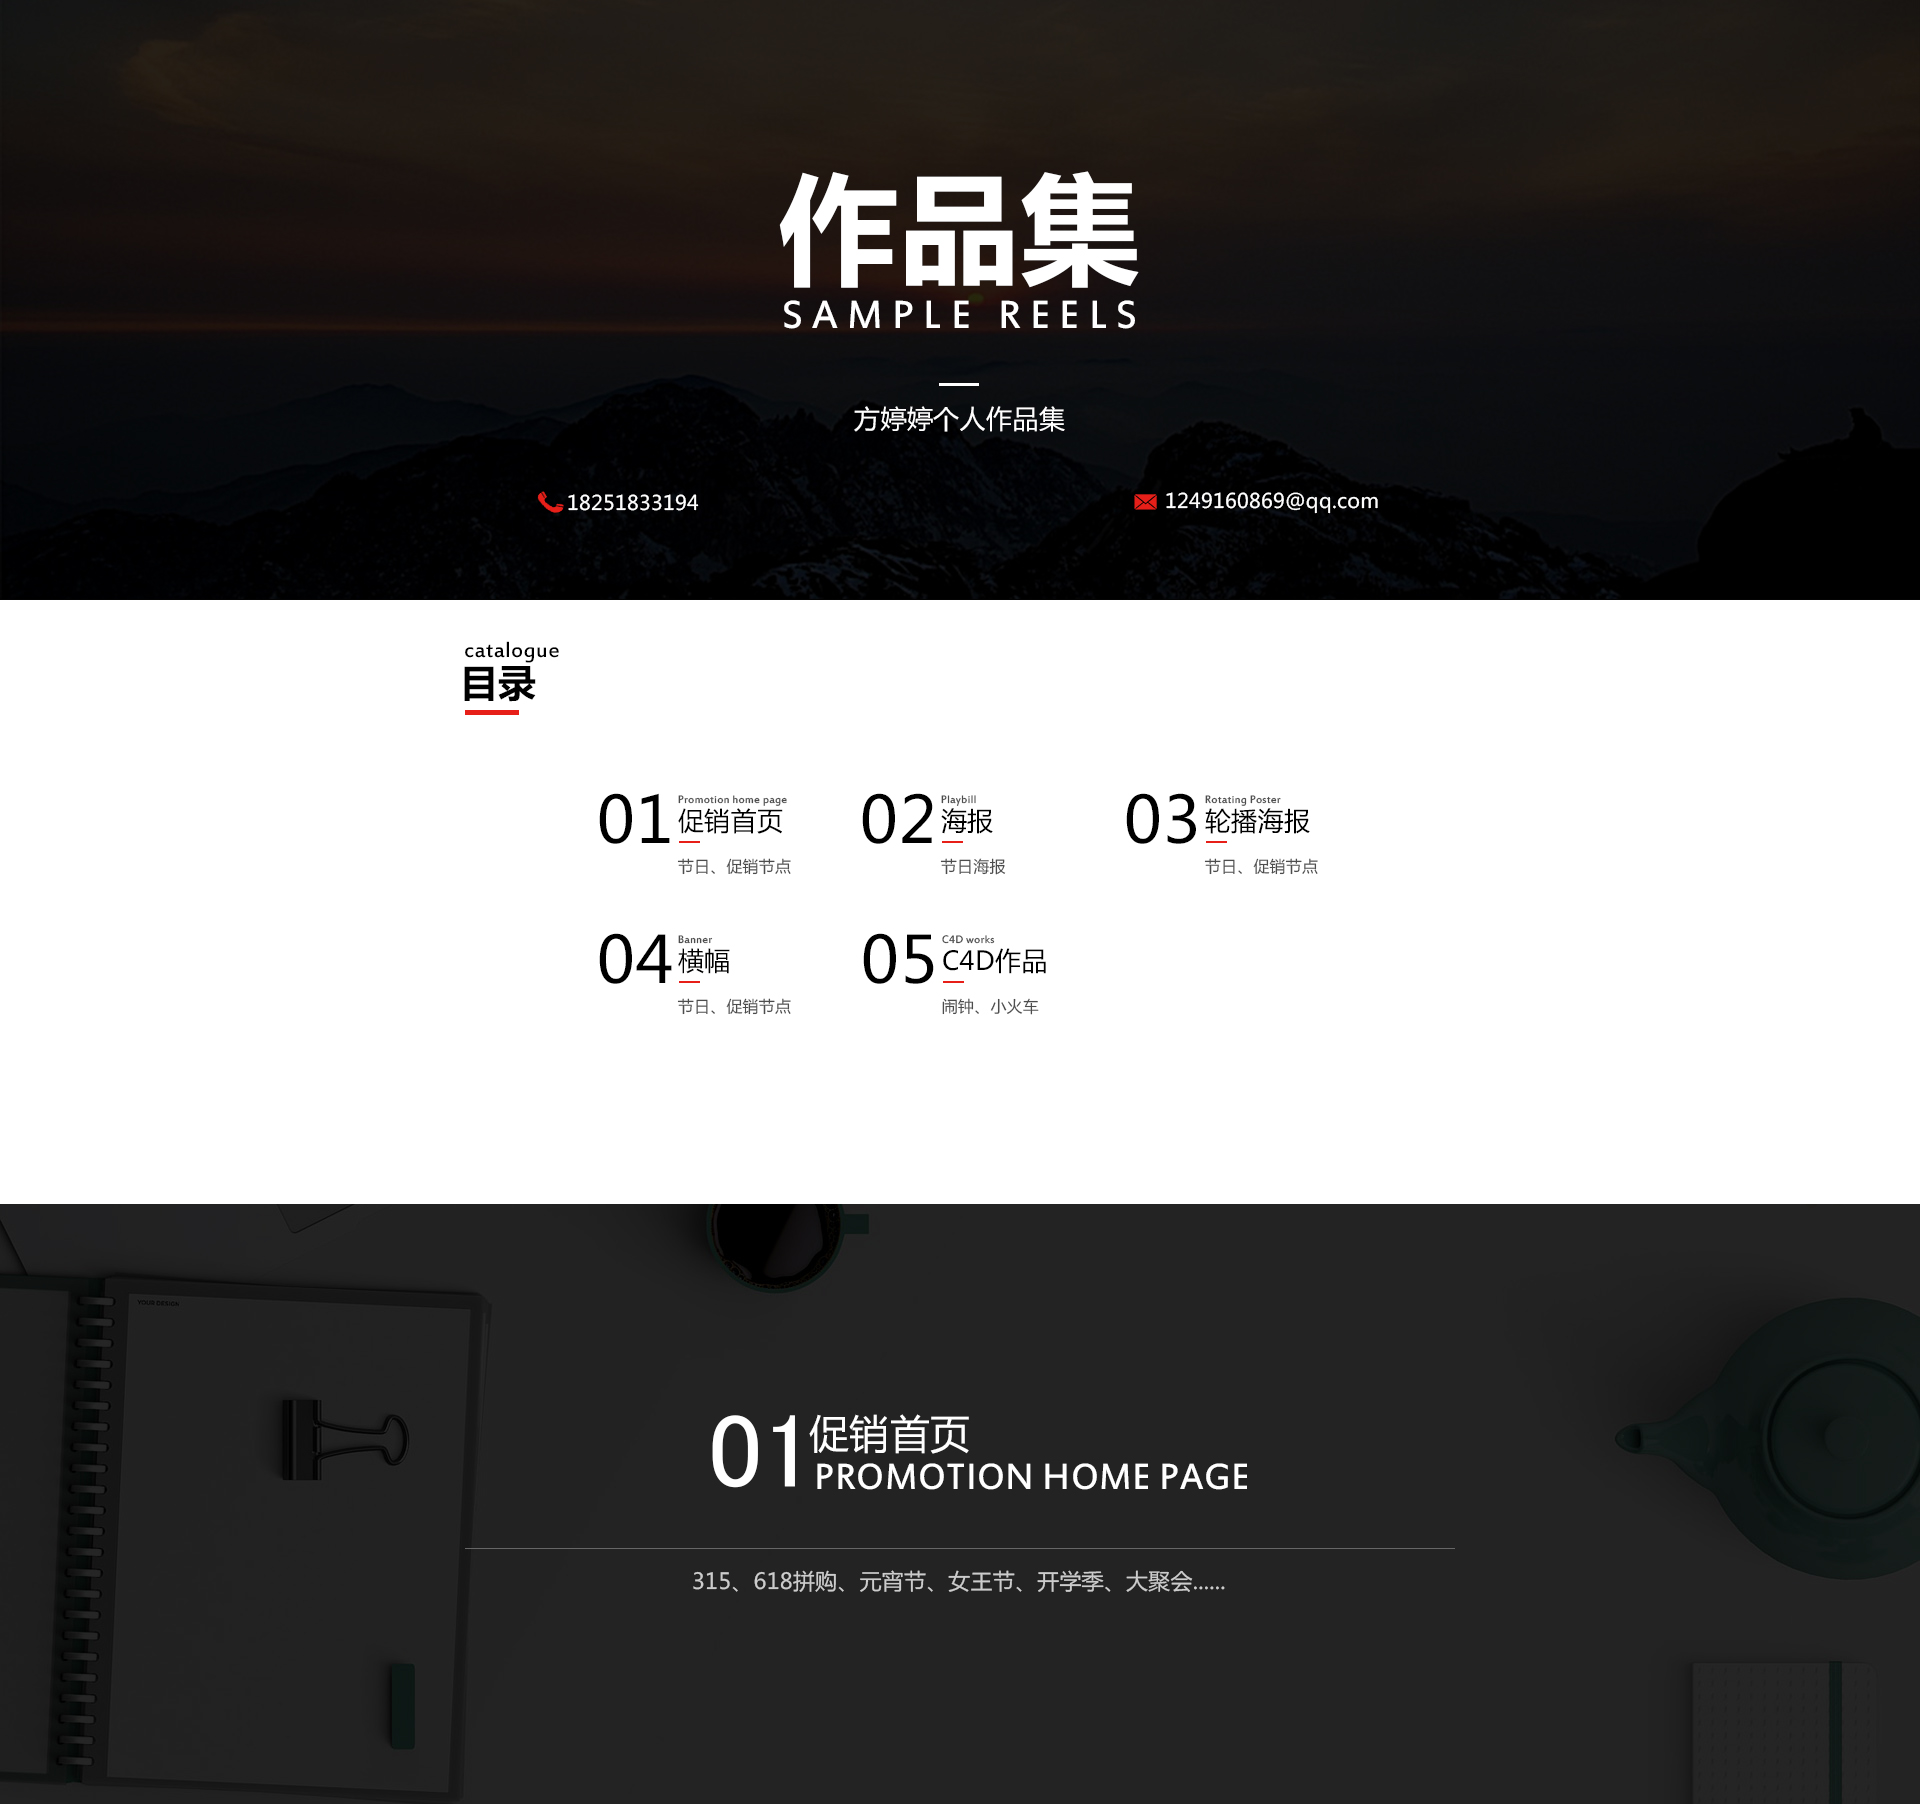 作品集
SAMPLE REELS
方婷婷个人作品集
18251833194
1249160869@qq.com
catalogue
目录
01
Promotion home page
促销首页
节日、促销节点
02
Playbill
海报
节日海报
03
Rotating Poster
轮播海报
节日、促销节点
04
Banner
横幅
节日、促销节点
05
C4D works
C4D作品
闹钟、小火车
YOUR DESIGN
01
促销首页
PROMOTION HOME PAGE
315、618拼购、元宵节、女王节、开学季、大聚会......